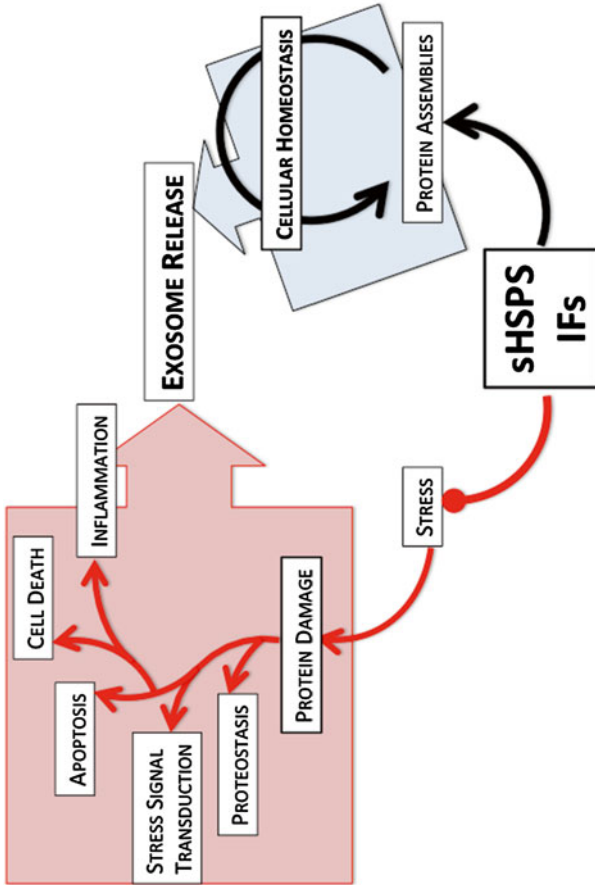 CELL DEATH
INFLAMMATION
APOPTOSIS
STRESS SIGNAL
TRANSDUCTION
PROTEOSTASIS
PROTEIN DAMAGE
STRESS
EXOSOME RELEASE
CELLULAR HOMEOSTASIS
PROTEIN ASSEMBLIES
sHSPS
IFs